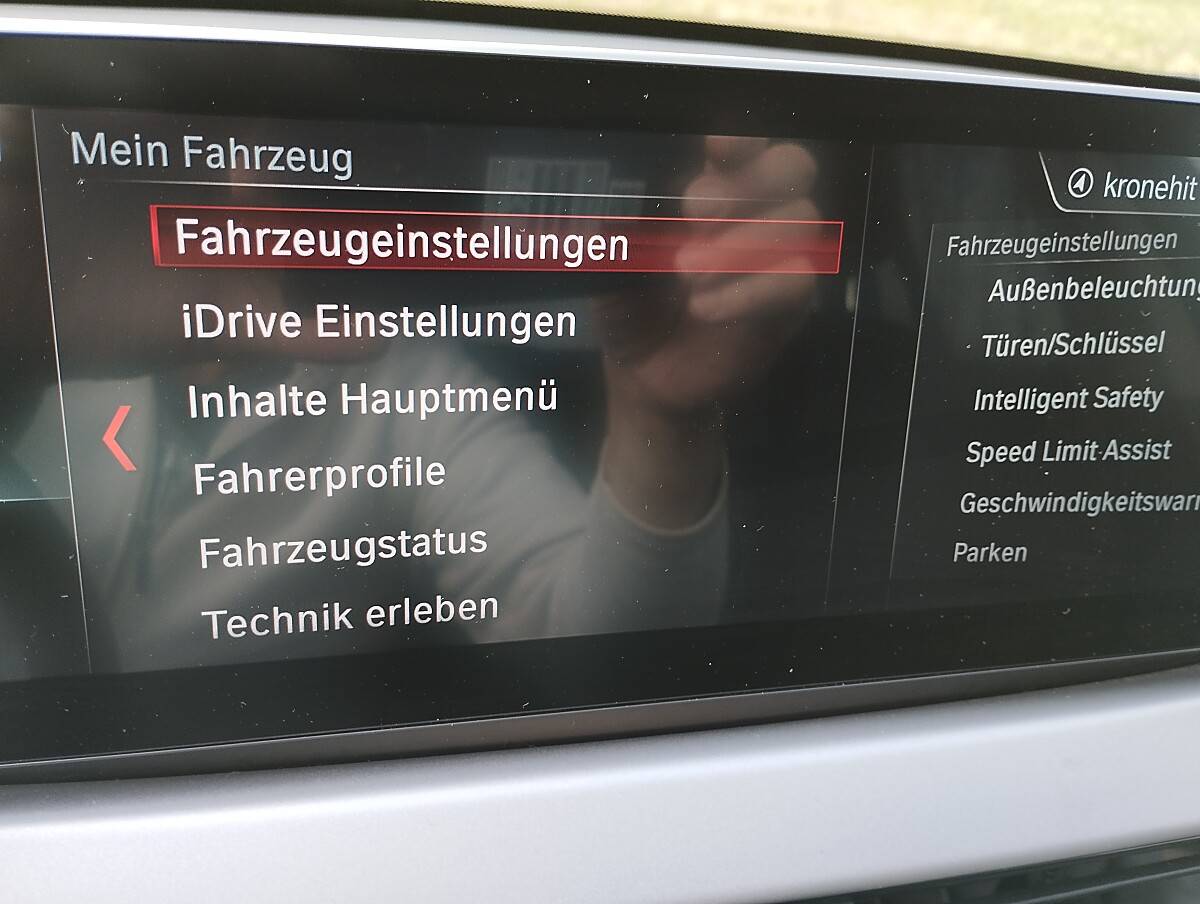 Mein Fahrzeug
Fahrzeugeinstellungen
iDrive Einstellungen
Inhalte Hauptmenü
Fahrerprofile
Fahrzeugstatus
Technik erleben
kronehit
Fahrzeugeinstellungen
Außenbeleuchtung
Türen/Schlüssel
Intelligent Safety
Speed Limit Assist
Geschwindigkeitswarn
Parken